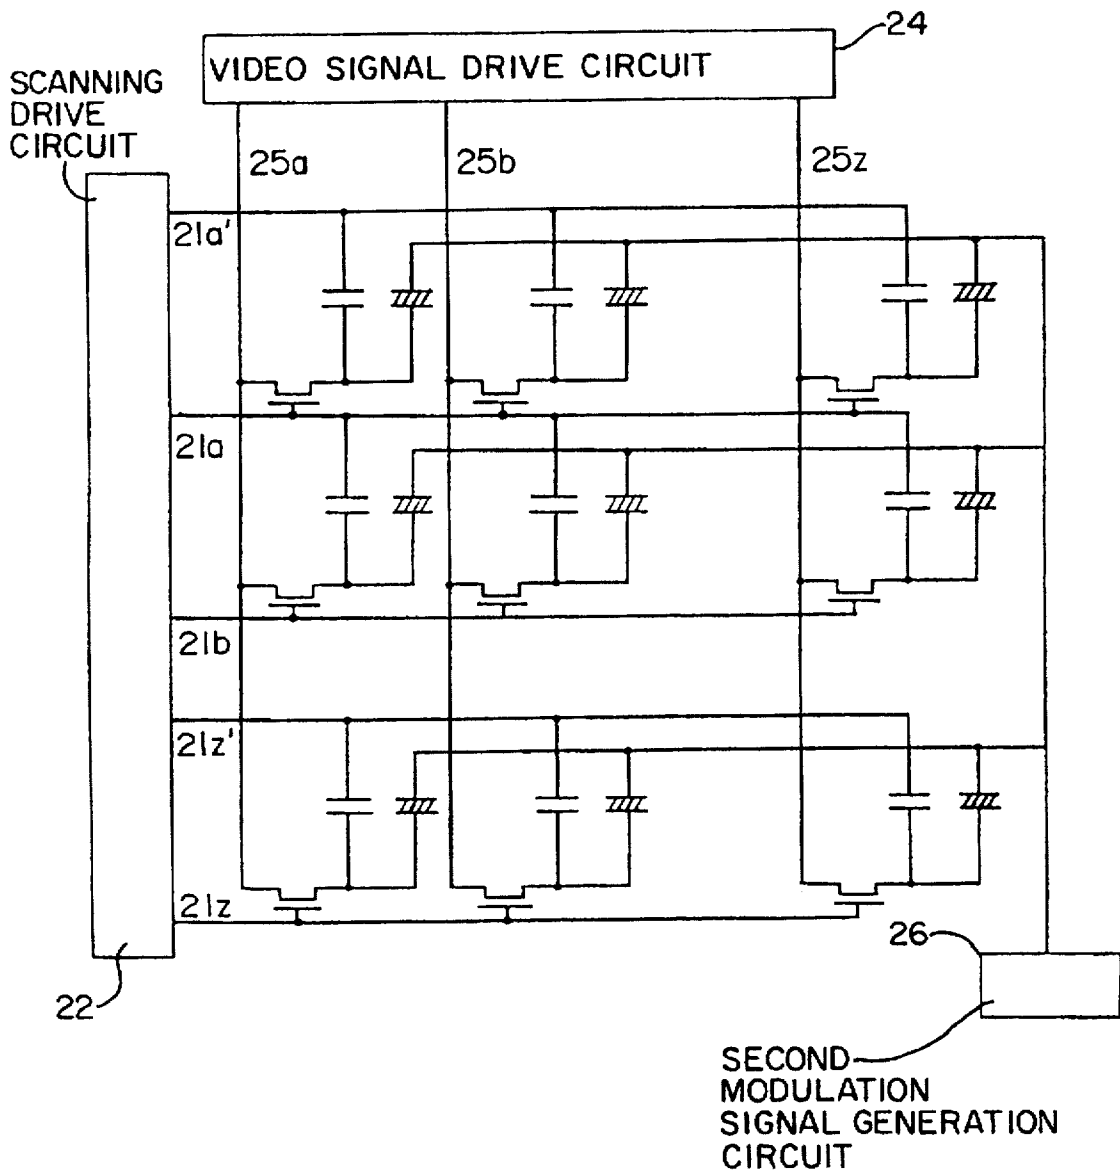 24
VIDEO SIGNAL DRIVE CIRCUIT
SCANNING
DRIVE
CIRCUIT
25a
25b
25z
21a'
21a
21b
21z'
21z
22
26
SECOND
MODULATION
SIGNAL GENERATION
CIRCUIT